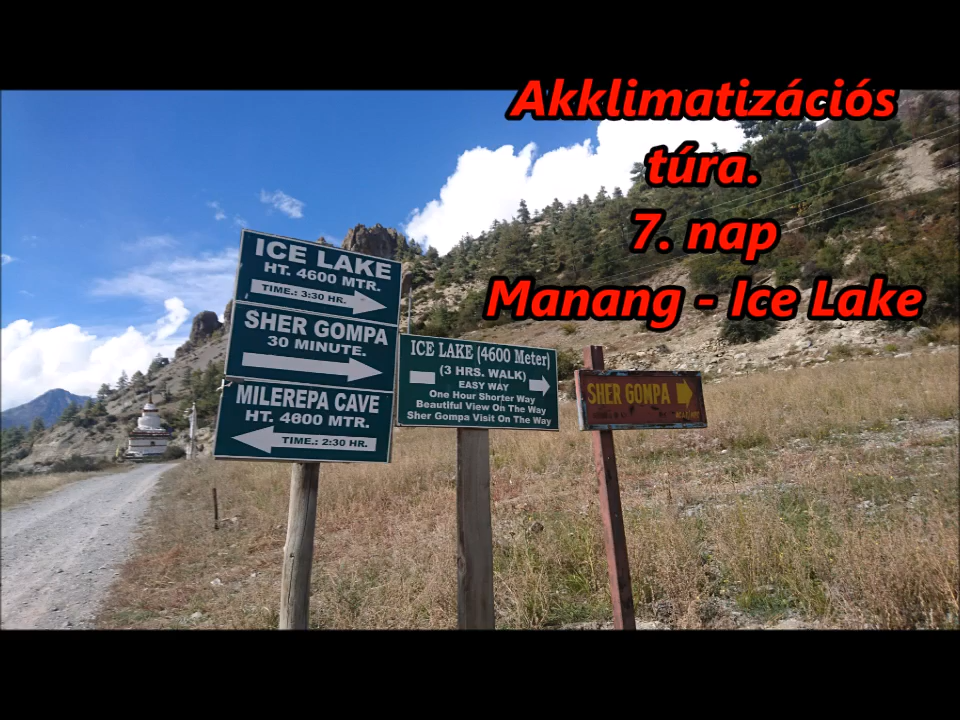 Akklimatizációs
túra.
7. nap
Manang - Ice Lake
ICE LAKE
HT. 4600 MTR.
TIME.: 3:30 HR.
SHER GOMPA
30 MINUTE.
MILEREPA CAVE
HT. 4600 MTR.
TIME.: 2:30 HR.
ICE LAKE (4600 Meter)
(3 HRS. WALK)
EASY WAY
One Hour Shorter Way
Beautiful View On The Way
Sher Gompa Visit On The Way
SHER GOMPA